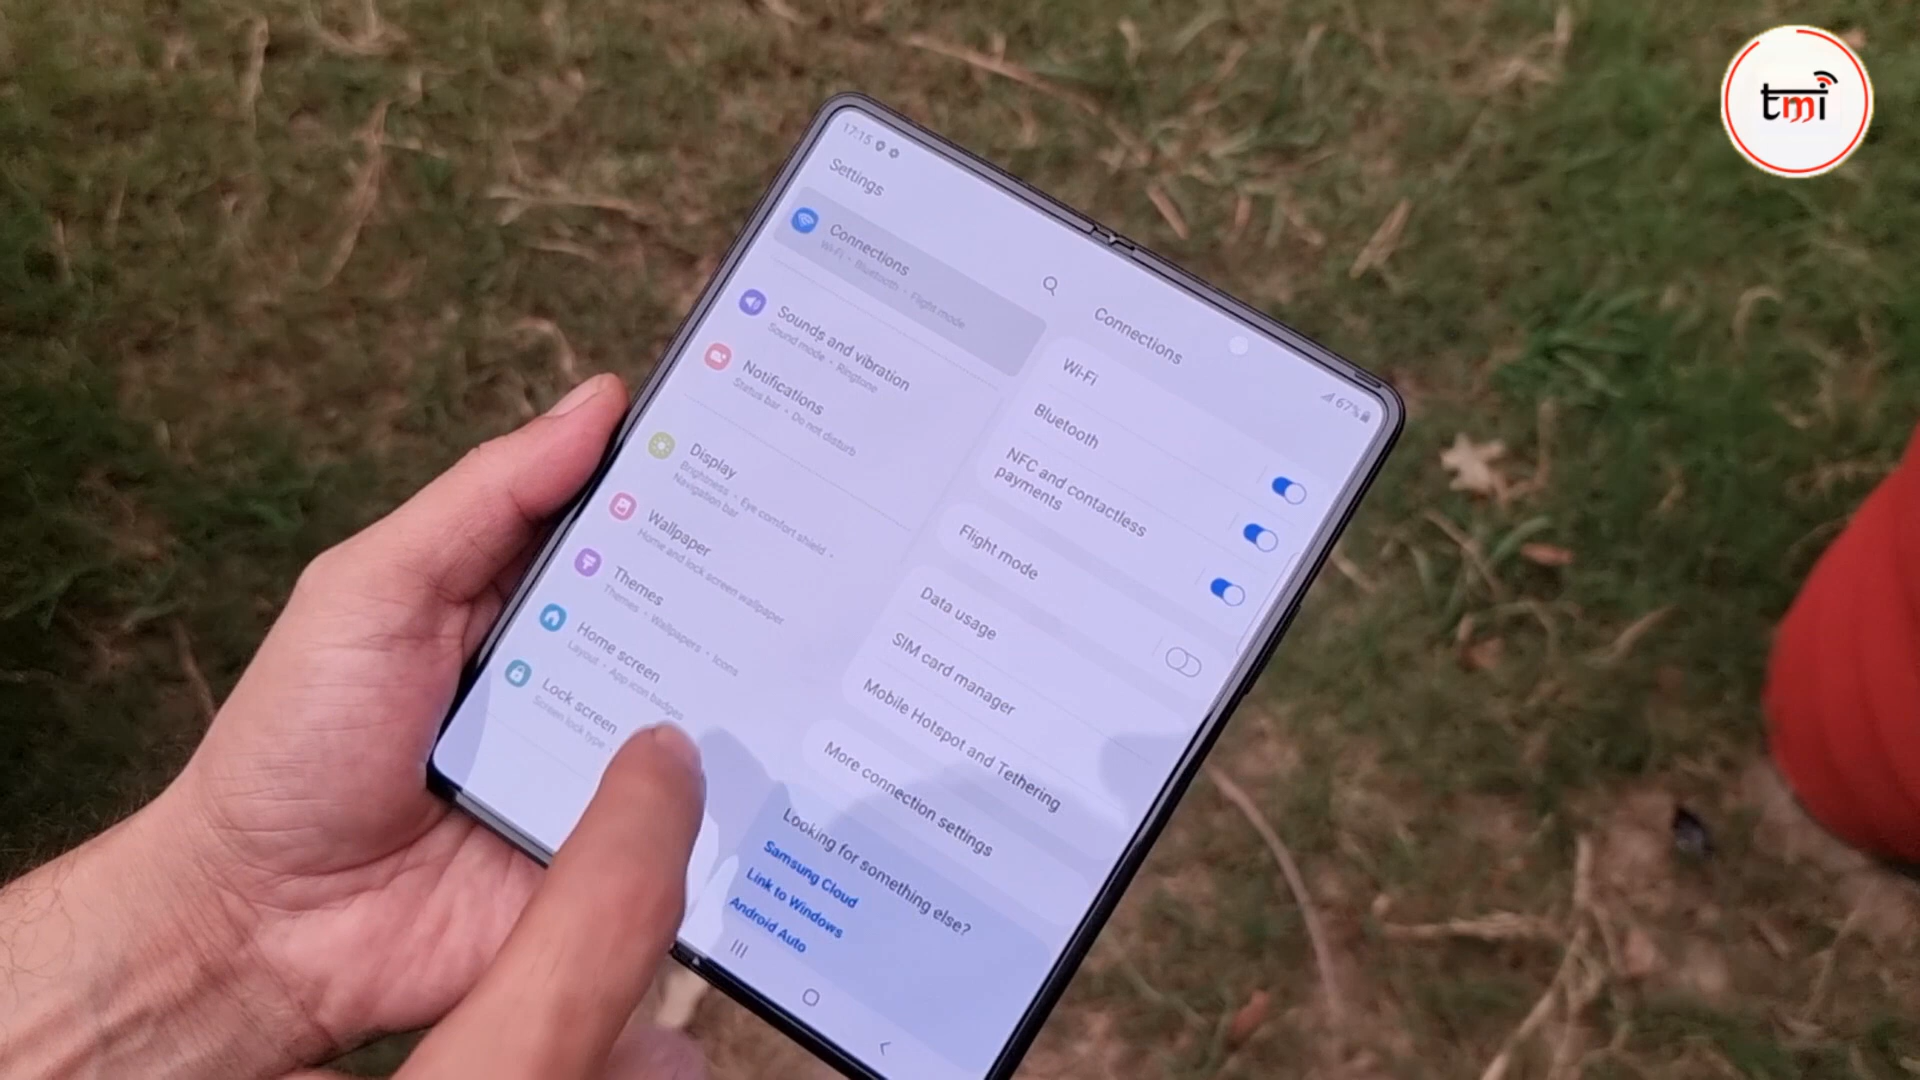 tmi
17:15
67%
Settings
Connections
Wi-Fi • Bluetooth • Flight mode
Sounds and vibration
Sound mode • Ringtone
Notifications
Status bar • Do not disturb
Display
Brightness • Eye comfort shield •
Navigation bar
Wallpaper
Home and lock screen wallpaper
Themes
Themes • Wallpapers • Icons
Home screen
Layout • App icon badges
Lock screen
Screen lock type
Connections
Wi-Fi
Bluetooth
NFC and contactless
payments
Flight mode
Data usage
SIM card manager
Mobile Hotspot and Tethering
More connection settings
Looking for something else?
Samsung Cloud
Link to Windows
Android Auto